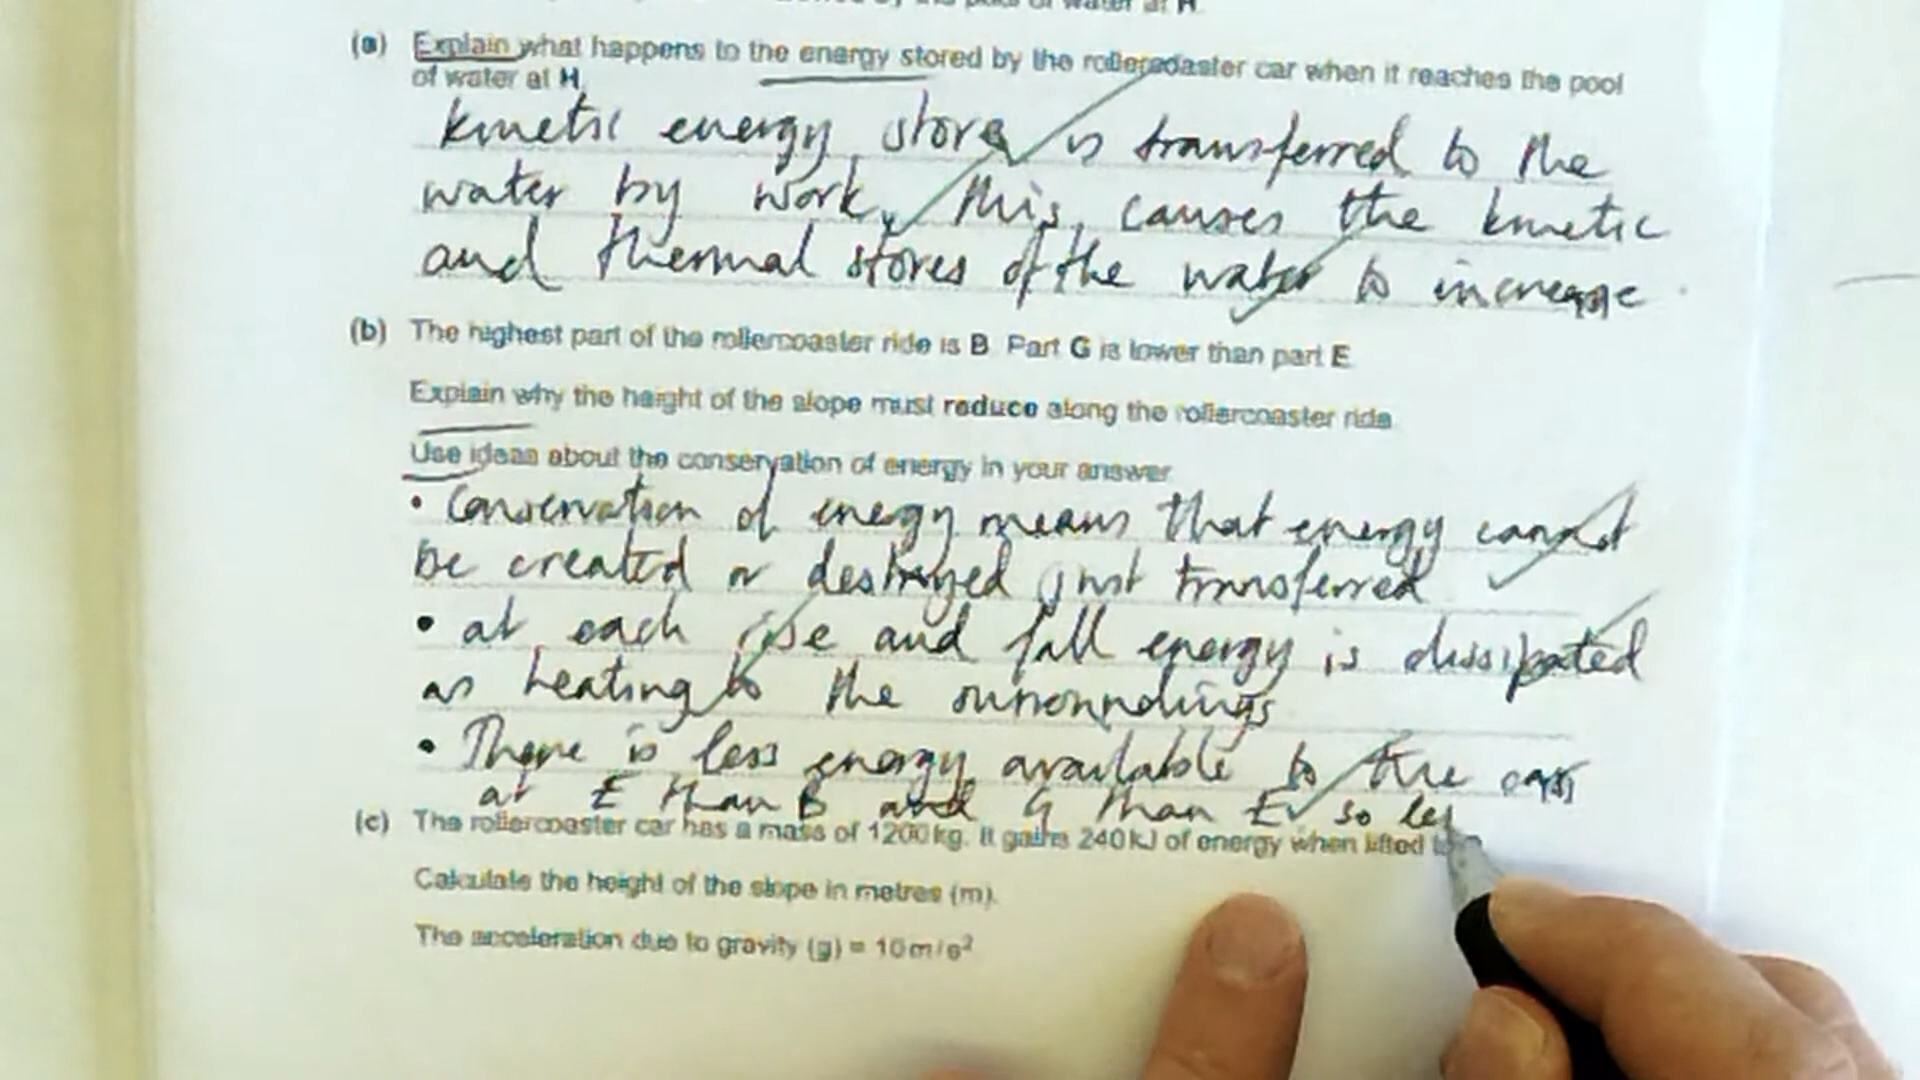 of water at H.
(a) Explain what happens to the energy stored by the rollercoaster car when it reaches the pool
of water at H.
kinetic energy store is transferred to the
water by work, this causes the kinetic
and thermal stores of the water to increase
(b) The highest part of the rollercoaster ride is B. Part G is lower than part E.
Explain why the height of the slope must reduce along the rollercoaster ride.
Use ideas about the conservation of energy in your answer.
• Conservation of energy means that energy cannot
be created or destroyed just transferred
• at each rise and fall energy is dissipated
as heating to the surroundings
• There is less energy available to the cars
at E than B and G than E so les
(c) The rollercoaster car has a mass of 1200 kg. It gains 240 kJ of energy when lifted
Calculate the height of the slope in metres (m).
The acceleration due to gravity (g) = 10 m/s²